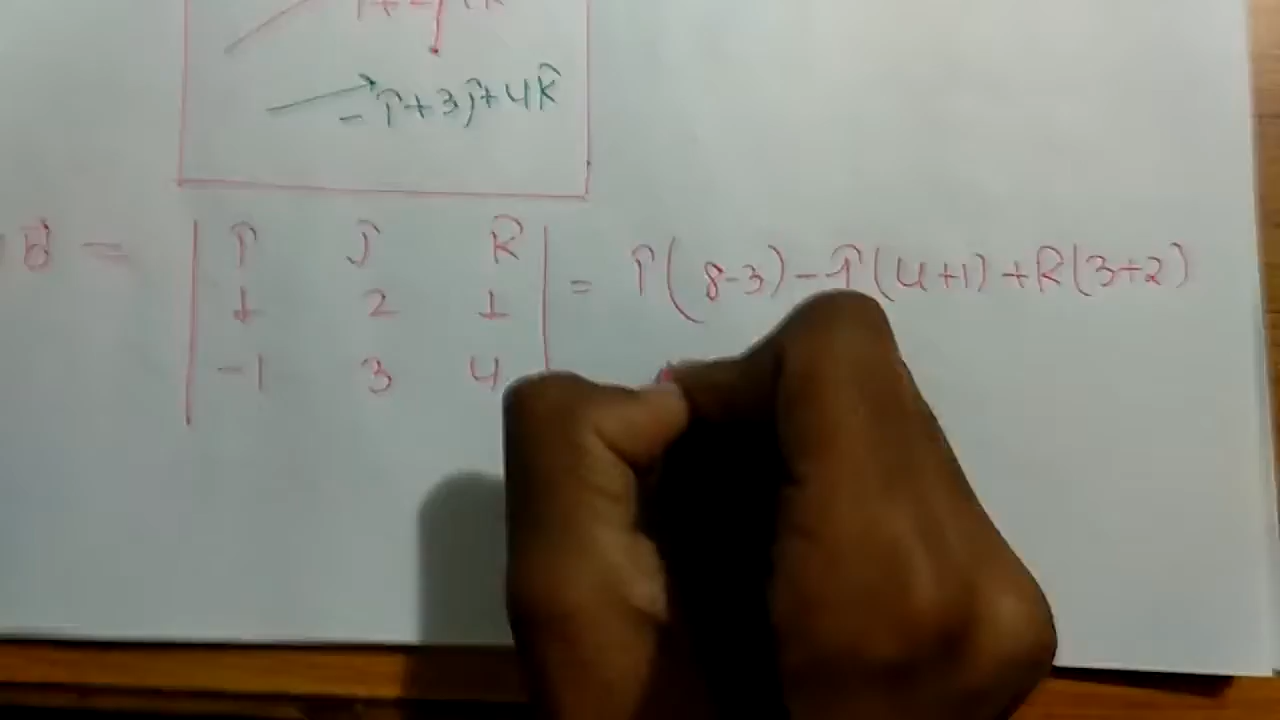 -î+3ĵ+4k̂
B⃗ = | î ĵ k̂ | = î(8-3)-ĵ(4+1)+k̂(3+2)
1 2 1
-1 3 4